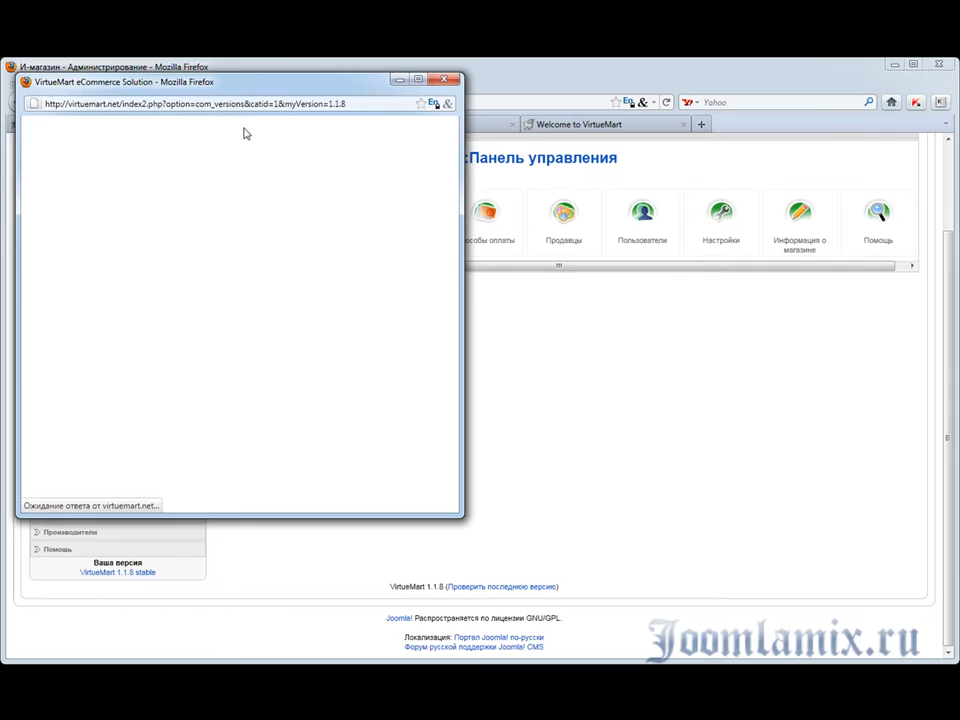 И-магазин - Администрирование - Mozilla Firefox
VirtueMart eCommerce Solution - Mozilla Firefox
http://virtuemart.net/index2.php?option=com_versions&catid=1&myVersion=1.1.8
En
En
Yahoo
Welcome to VirtueMart
:Панель управления
особы оплаты
Продавцы
Пользователи
Настройки
Информация о
магазине
Помощь
Ожидание ответа от virtuemart.net...
Производители
Помощь
Ваша версия
VirtueMart 1.1.8 stable
VirtueMart 1.1.8 (Проверить последнюю версию)
Joomla! Распространяется по лицензии GNU/GPL.
Локализация: Портал Joomla! по-русски
Форум русской поддержки Joomla! CMS
Joomlamix.ru